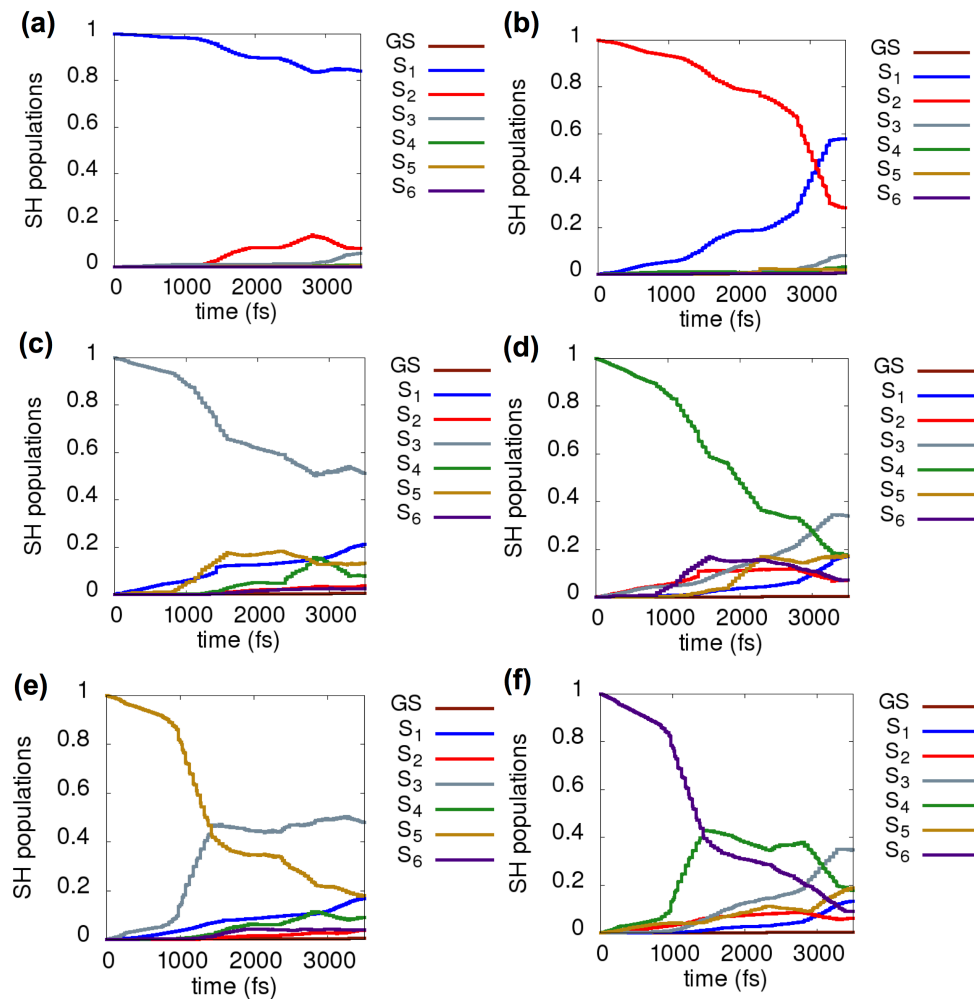 (a)
SH populations
1
0.8
0.6
0.4
0.2
0
0 1000 2000 3000
time (fs)
GS
S1
S2
S3
S4
S5
S6
(b)
SH populations
1
0.8
0.6
0.4
0.2
0
0 1000 2000 3000
time (fs)
GS
S1
S2
S3
S4
S5
S6
(c)
SH populations
1
0.8
0.6
0.4
0.2
0
0 1000 2000 3000
time (fs)
GS
S1
S2
S3
S4
S5
S6
(d)
SH populations
1
0.8
0.6
0.4
0.2
0
0 1000 2000 3000
time (fs)
GS
S1
S2
S3
S4
S5
S6
(e)
SH populations
1
0.8
0.6
0.4
0.2
0
0 1000 2000 3000
time (fs)
GS
S1
S2
S3
S4
S5
S6
(f)
SH populations
1
0.8
0.6
0.4
0.2
0
0 1000 2000 3000
time (fs)
GS
S1
S2
S3
S4
S5
S6